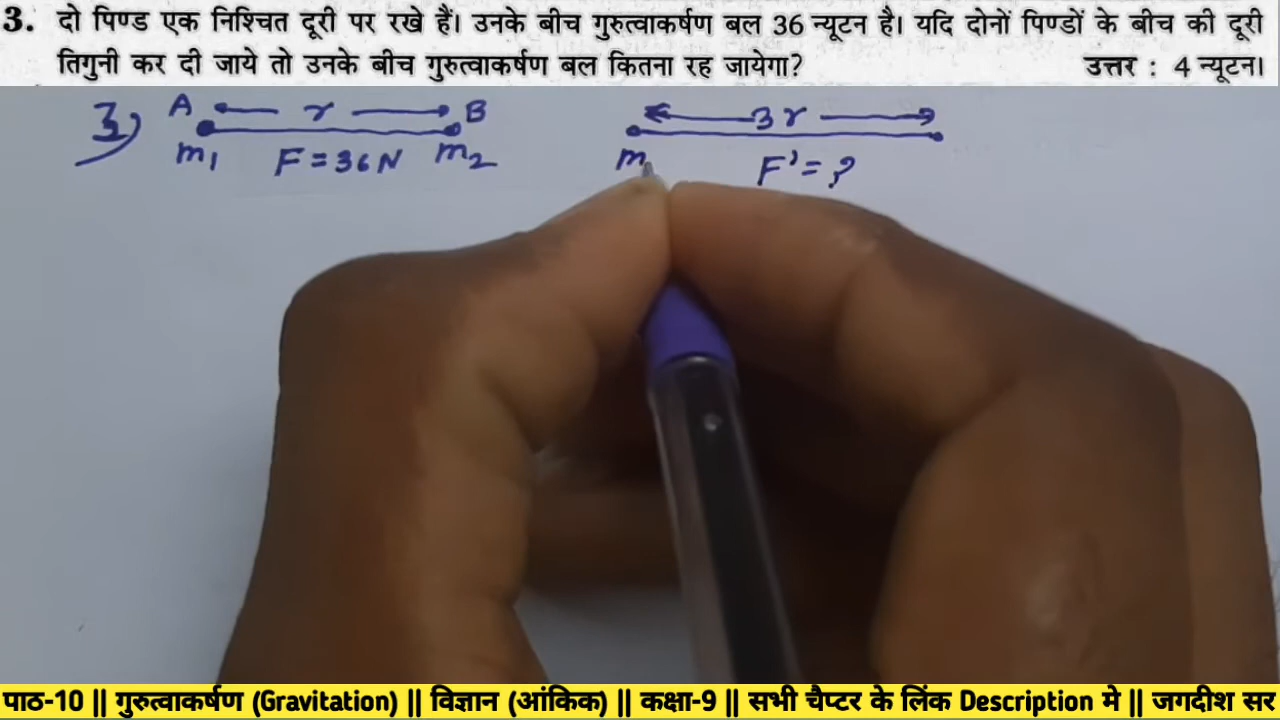 3. दो पिण्ड एक निश्चित दूरी पर रखे हैं। उनके बीच गुरुत्वाकर्षण बल 36 न्यूटन है। यदि दोनों पिण्डों के बीच की दूरी
तिगुनी कर दी जाये तो उनके बीच गुरुत्वाकर्षण बल कितना रह जायेगा? उत्तर : 4 न्यूटन।
3) A r B 3r
m1 F=36N m2 m F'=?
पाठ-10 || गुरुत्वाकर्षण (Gravitation) || विज्ञान (आंकिक) || कक्षा-9 || सभी चैप्टर के लिंक Description मे || जगदीश सर